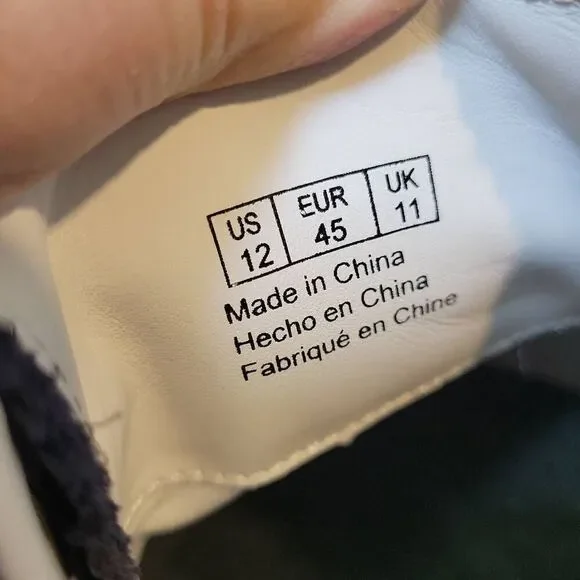 US EUR UK
12 45 11
Made in China
Hecho en China
Fabriqué en Chine